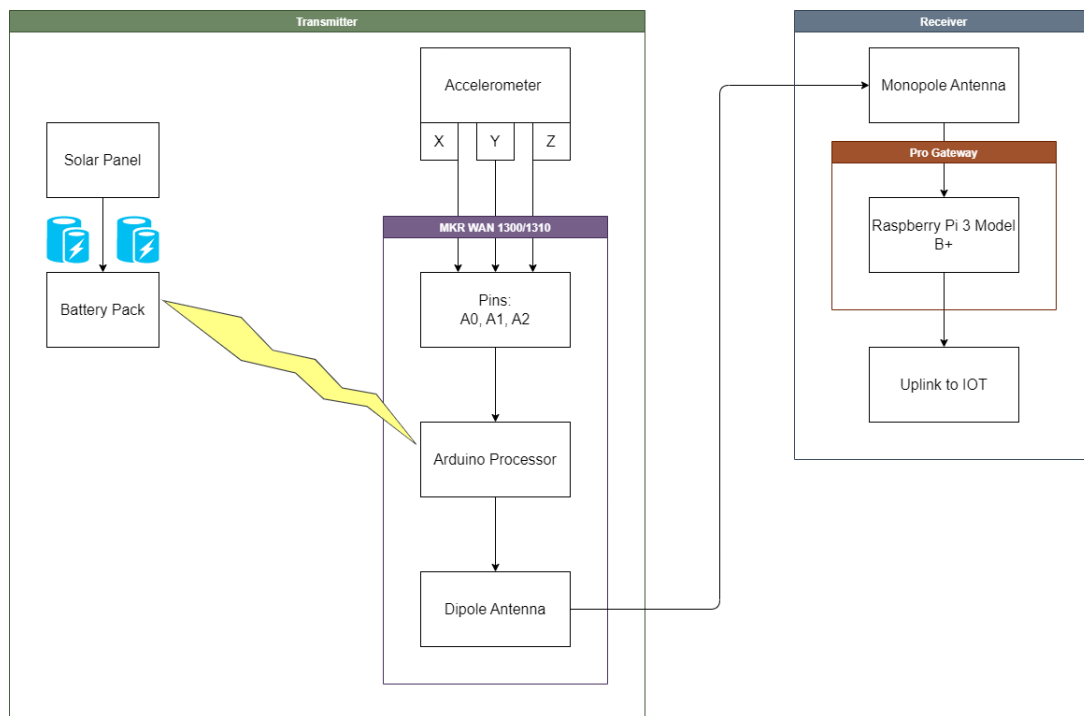 Transmitter
Accelerometer
X
Y
Z
Solar Panel
Battery Pack
MKR WAN 1300/1310
Pins:
A0, A1, A2
Arduino Processor
Dipole Antenna
Receiver
Monopole Antenna
Pro Gateway
Raspberry Pi 3 Model
B+
Uplink to IOT